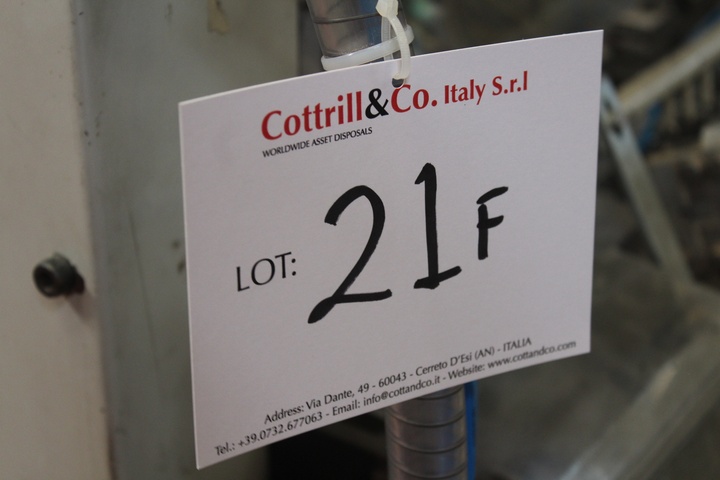 Cottrill&Co. Italy S.r.l
WORLDWIDE ASSET DISPOSALS
LOT: 21F
Address: Via Dante, 49 - 60043 - Cerreto D'Esi (AN) - ITALIA
Tel.: +39.0732.677063 - Email: info@cottandco.it - Website: www.cottandco.com